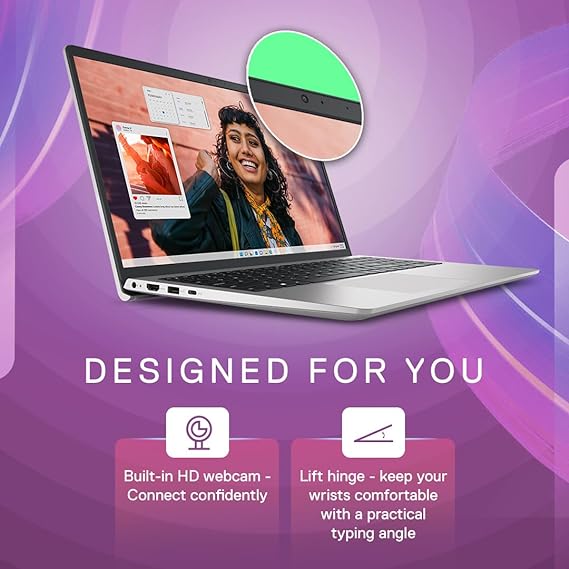 DESIGNED FOR YOU
Built-in HD webcam -
Connect confidently
Lift hinge - keep your
wrists comfortable
with a practical
typing angle